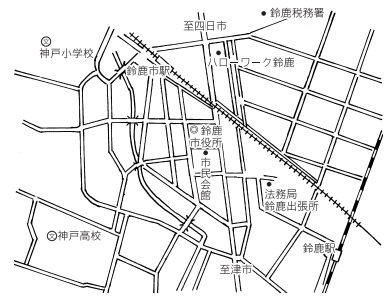 至四日市
鈴鹿税務署
文
神戸小学校
ハローワーク鈴鹿
鈴鹿市駅
鈴鹿
市役所
市民会館
法務局
鈴鹿出張所
文神戸高校
鈴鹿駅
至津市